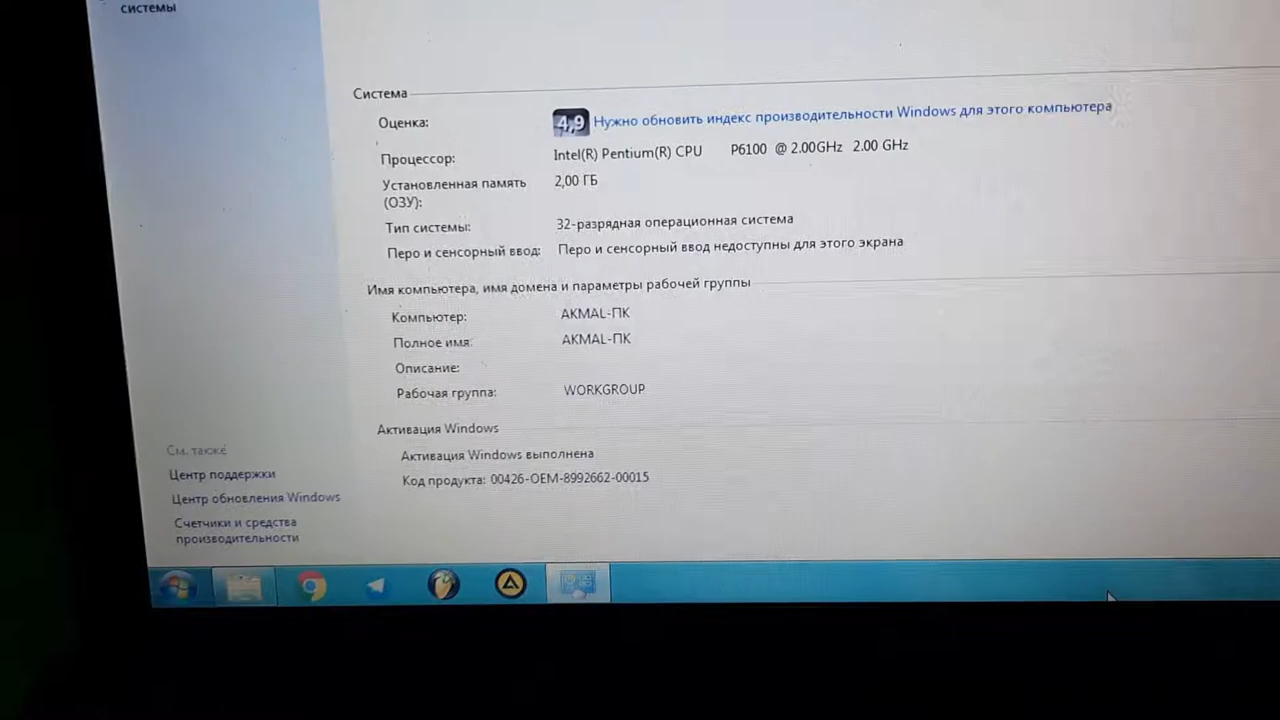 системы
Система
Оценка: 4,9 Нужно обновить индекс производительности Windows для этого компьютера
Процессор: Intel(R) Pentium(R) CPU P6100 @ 2.00GHz 2.00 GHz
Установленная память 2,00 ГБ
(ОЗУ):
Тип системы: 32-разрядная операционная система
Перо и сенсорный ввод: Перо и сенсорный ввод недоступны для этого экрана
Имя компьютера, имя домена и параметры рабочей группы
Компьютер: AKMAL-ПК
Полное имя: AKMAL-ПК
Описание:
Рабочая группа: WORKGROUP
Активация Windows
Активация Windows выполнена
Код продукта: 00426-OEM-8992662-00015
См. также
Центр поддержки
Центр обновления Windows
Счетчики и средства
производительности